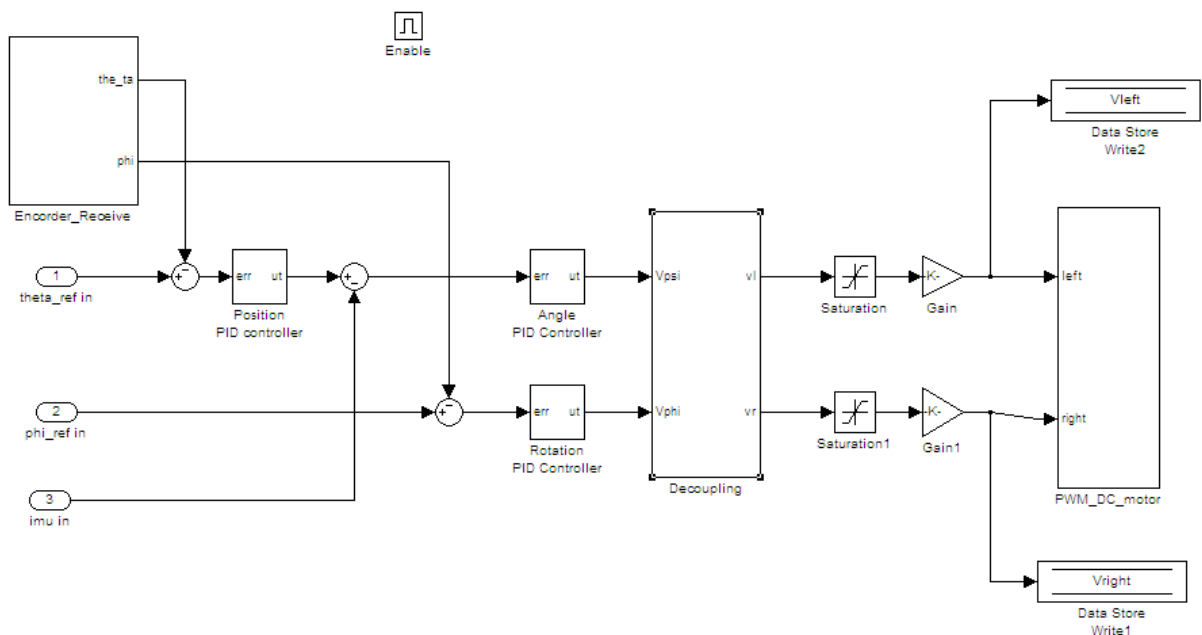 Enable
the_ta
phi
Encorder_Receive
Vleft
Data Store
Write2
1
theta_ref in
+
−
err ut
Position
PID controller
+
−
err ut
Angle
PID Controller
Vpsi
vl
Saturation
-K-
Gain
left
2
phi_ref in
+
−
err ut
Rotation
PID Controller
Vphi
vr
Decoupling
Saturation1
-K-
Gain1
right
PWM_DC_motor
3
imu in
Vright
Data Store
Write1